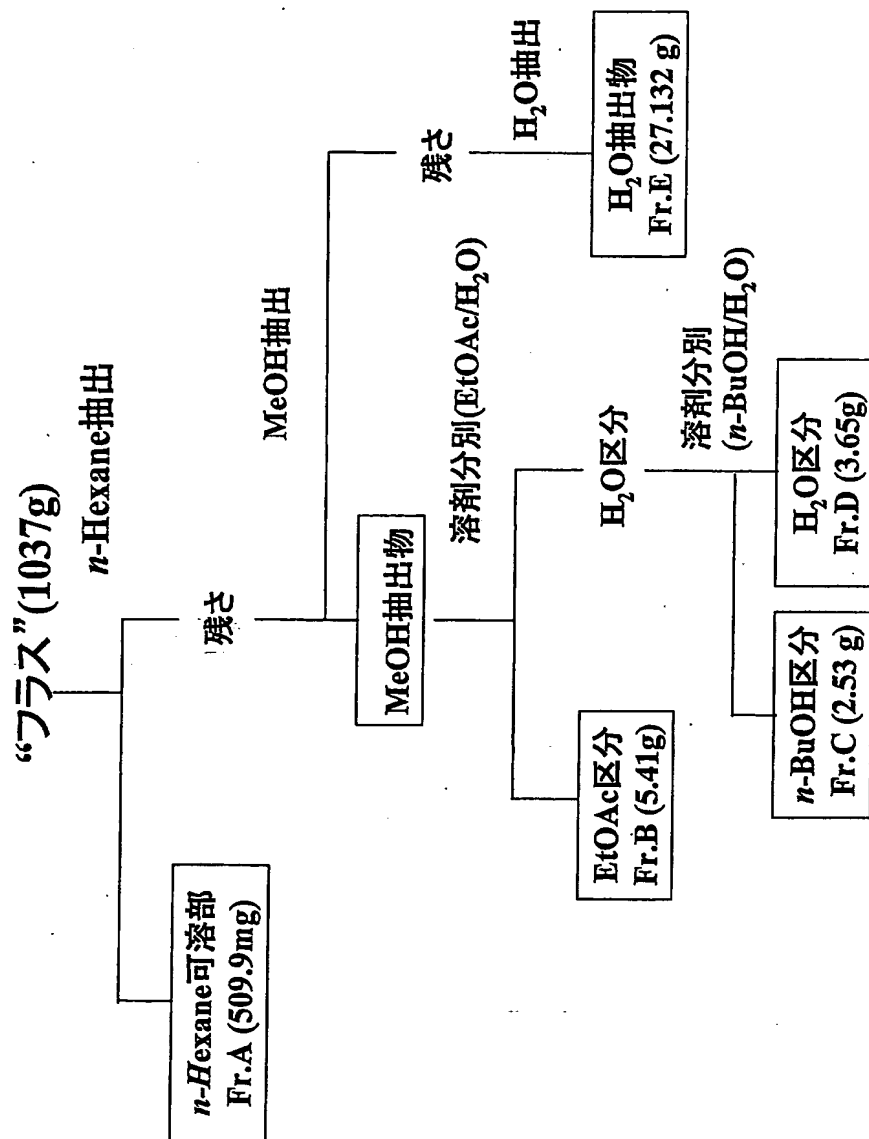 “フラス”(1037g)
n-Hexane抽出
n-Hexane可溶部
Fr.A (509.9mg)
残さ
MeOH抽出
MeOH抽出物
残さ
溶剤分別(EtOAc/H₂O)
H₂O抽出
EtOAc区分
Fr.B (5.41g)
H₂O区分
H₂O抽出物
Fr.E (27.132 g)
溶剤分別
(n-BuOH/H₂O)
n-BuOH区分
Fr.C (2.53 g)
H₂O区分
Fr.D (3.65g)